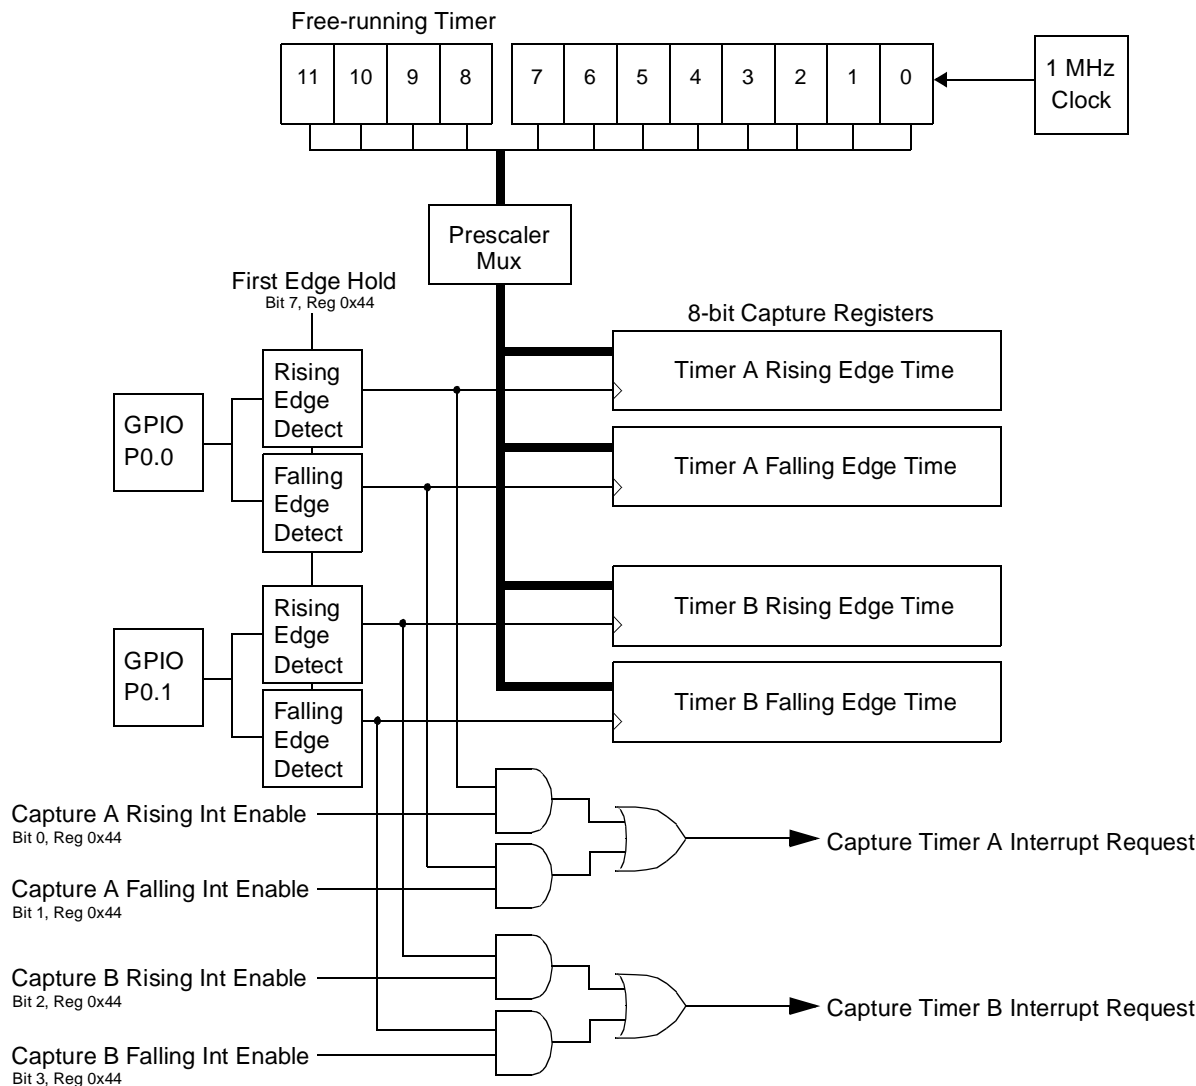 Free-running Timer
11 10 9 8 7 6 5 4 3 2 1 0
1 MHz
Clock
Prescaler
Mux
First Edge Hold
Bit 7, Reg 0x44
8-bit Capture Registers
Rising
Edge
Detect
Timer A Rising Edge Time
GPIO
P0.0
Falling
Edge
Detect
Timer A Falling Edge Time
Rising
Edge
Detect
Timer B Rising Edge Time
GPIO
P0.1
Falling
Edge
Detect
Timer B Falling Edge Time
Capture A Rising Int Enable
Bit 0, Reg 0x44
Capture Timer A Interrupt Request
Capture A Falling Int Enable
Bit 1, Reg 0x44
Capture B Rising Int Enable
Bit 2, Reg 0x44
Capture Timer B Interrupt Request
Capture B Falling Int Enable
Bit 3, Reg 0x44